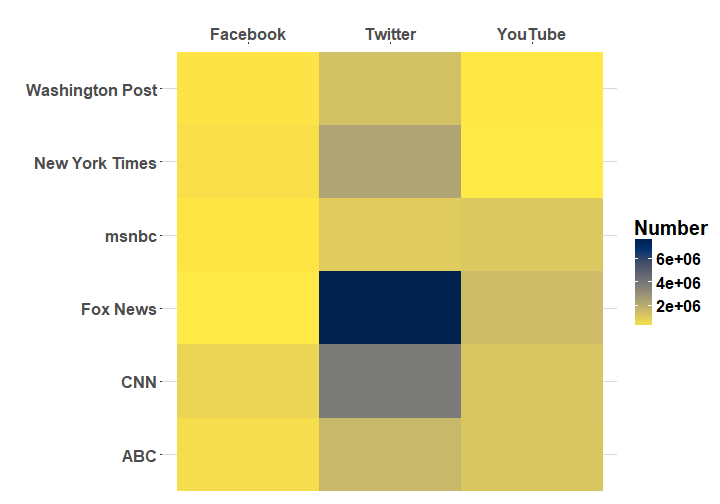 Facebook Twitter YouTube
Washington Post
New York Times
msnbc
Fox News
CNN
ABC
Number
6e+06
4e+06
2e+06